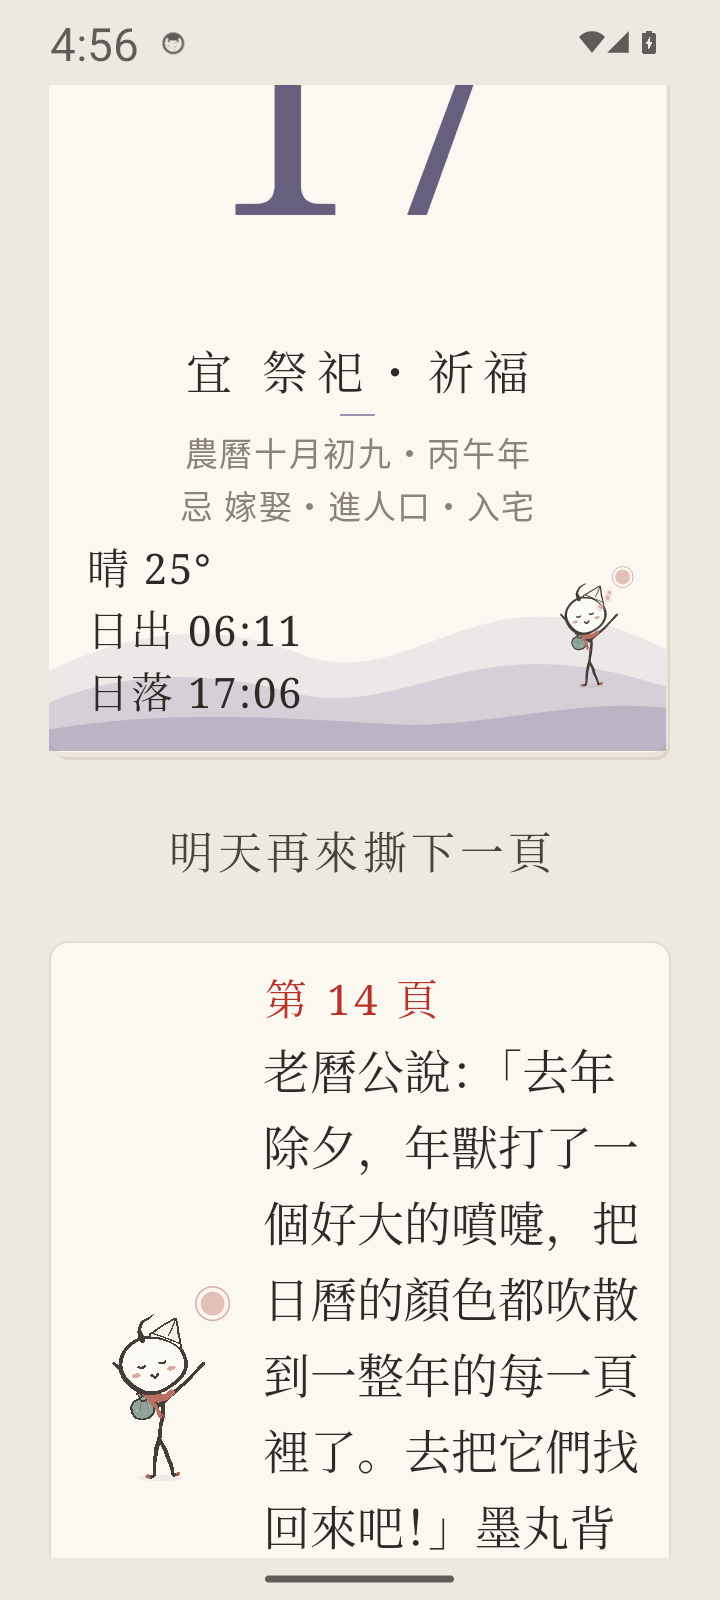 4:56
17
宜 祭祀・祈福
農曆十月初九・丙午年
忌 嫁娶・進人口・入宅
晴 25°
日出 06:11
日落 17:06
明天再來撕下一頁
第 14 頁
老曆公說：「去年
除夕，年獸打了一
個好大的噴嚏，把
日曆的顏色都吹散
到一整年的每一頁
裡了。去把它們找
回來吧！」墨丸背